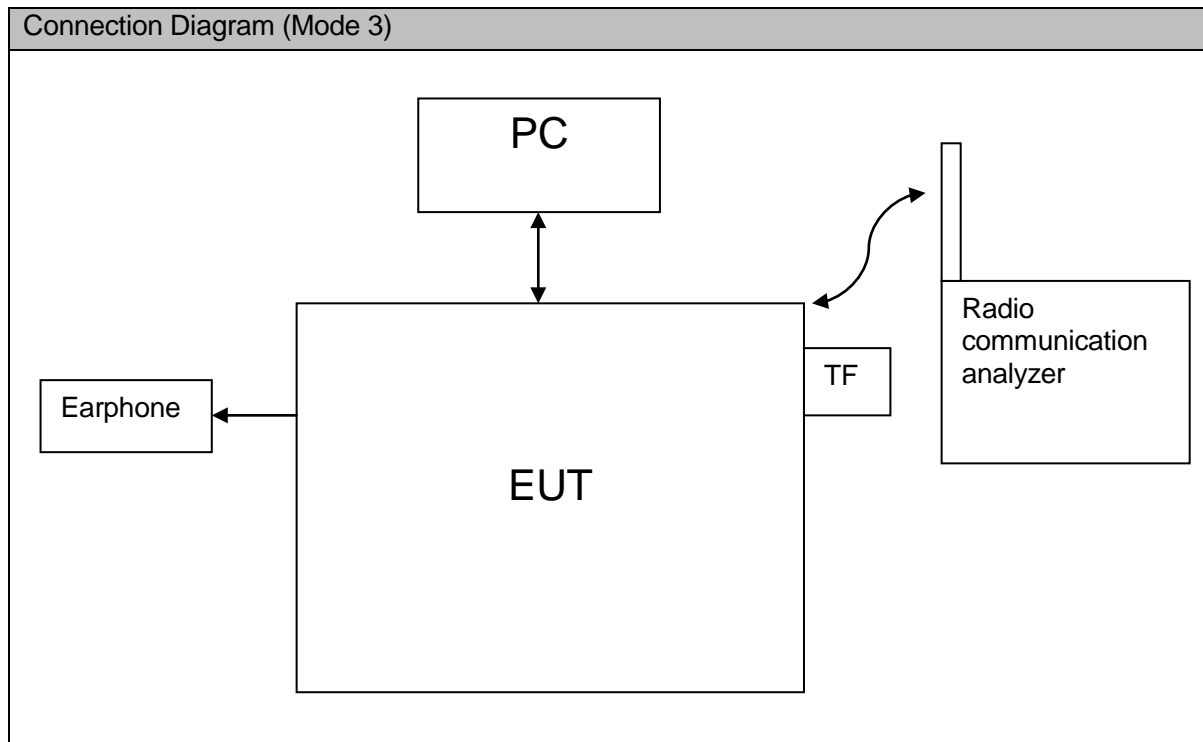 Connection Diagram (Mode 3)
PC
Radio
communication
analyzer
TF
Earphone
EUT